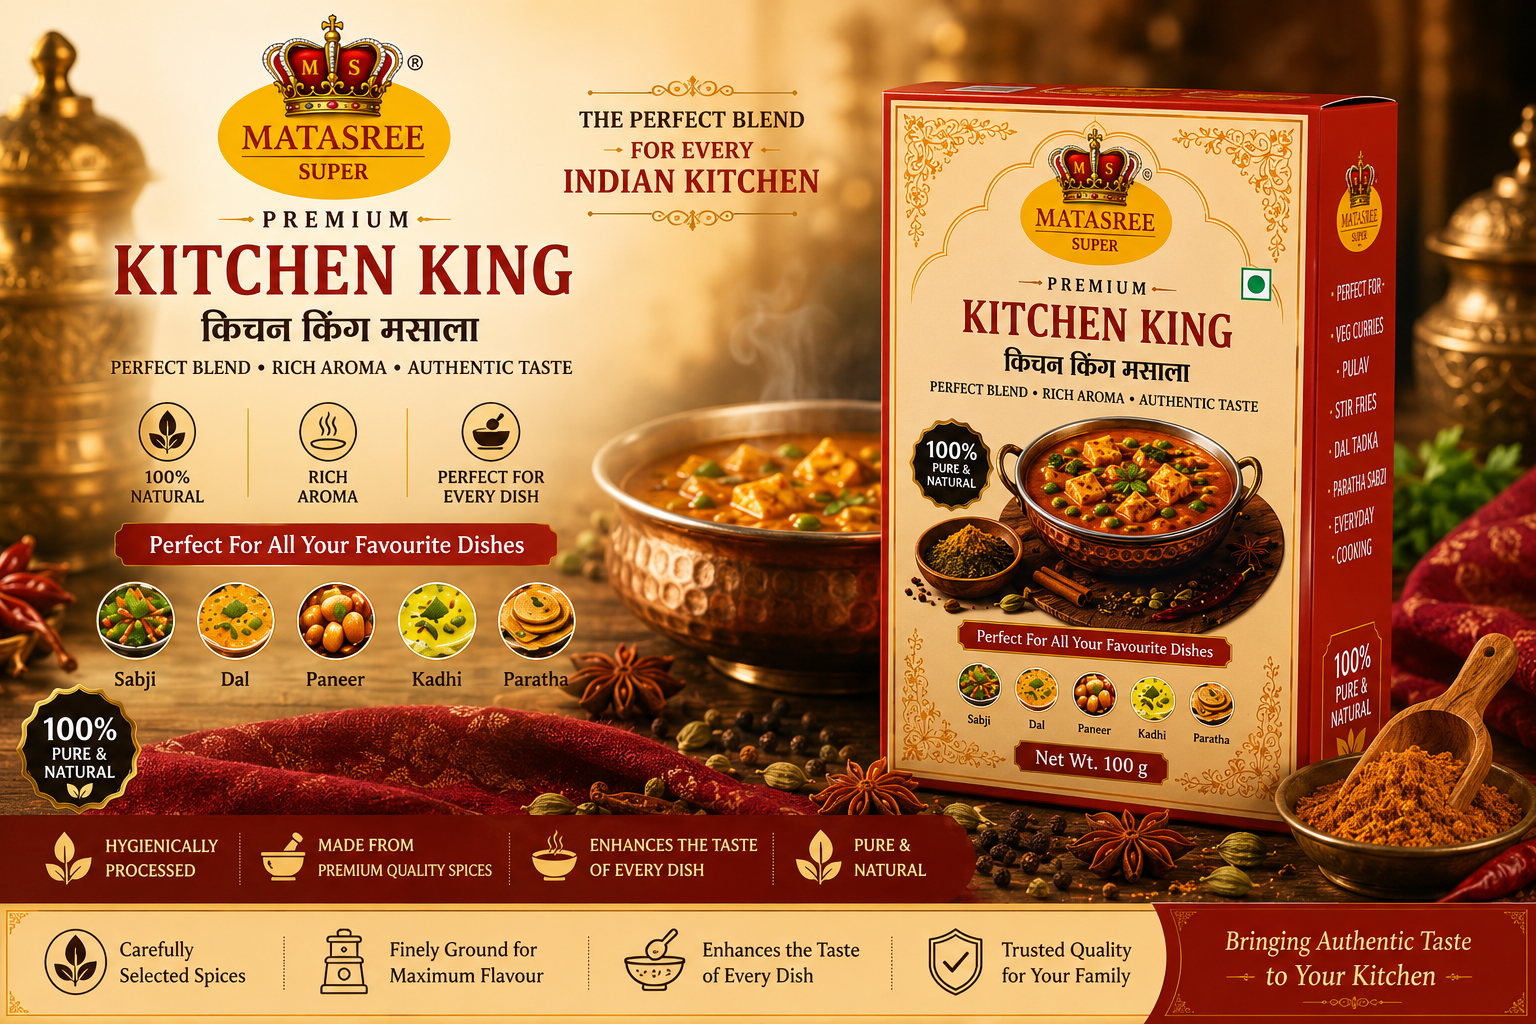 M S ®
MATASREE
SUPER
PREMIUM
KITCHEN KING
किचन किंग मसाला
PERFECT BLEND • RICH AROMA • AUTHENTIC TASTE
100%
NATURAL
RICH
AROMA
PERFECT FOR
EVERY DISH
Perfect For All Your Favourite Dishes
Sabji
Dal
Paneer
Kadhi
Paratha
100%
PURE &
NATURAL
THE PERFECT BLEND
FOR EVERY
INDIAN KITCHEN
M S ©
MATASREE
SUPER
PREMIUM
KITCHEN KING
किचन किंग मसाला
PERFECT BLEND • RICH AROMA • AUTHENTIC TASTE
100%
PURE &
NATURAL
Perfect For All Your Favourite Dishes
Sabji
Dal
Paneer
Kadhi
Paratha
Net Wt. 100 g
MATASREE
SUPER
• PERFECT FOR •
• VEG CURRIES
• PULAV
• STIR FRIES
• DAL TADKA
• PARATHA SABZI
• EVERYDAY
• COOKING
100%
PURE &
NATURAL
HYGIENICALLY
PROCESSED
MADE FROM
PREMIUM QUALITY SPICES
ENHANCES THE TASTE
OF EVERY DISH
PURE &
NATURAL
Carefully
Selected Spices
Finely Ground for
Maximum Flavour
Enhances the Taste
of Every Dish
Trusted Quality
for Your Family
Bringing Authentic Taste
to Your Kitchen